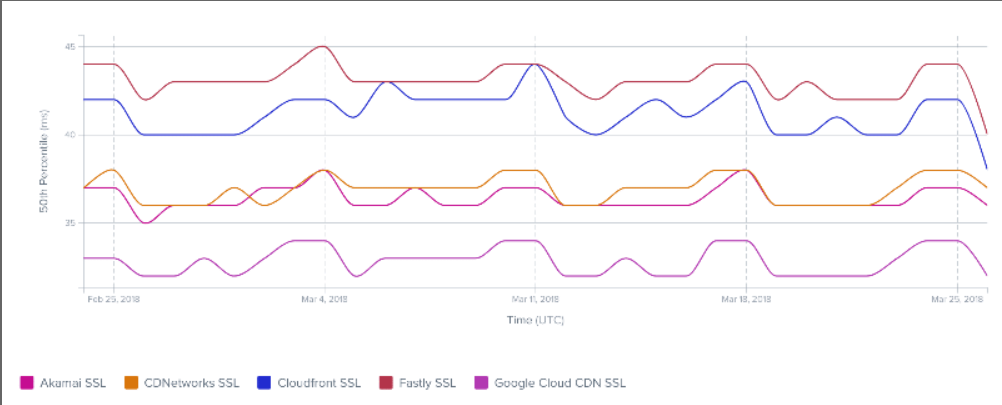 45
40
35
50th Percentile (ms)
Feb 25, 2018 Mar 4, 2018 Mar 11, 2018 Mar 18, 2018 Mar 25, 2018
Time (UTC)
Akamai SSL CDNetworks SSL Cloudfront SSL Fastly SSL Google Cloud CDN SSL